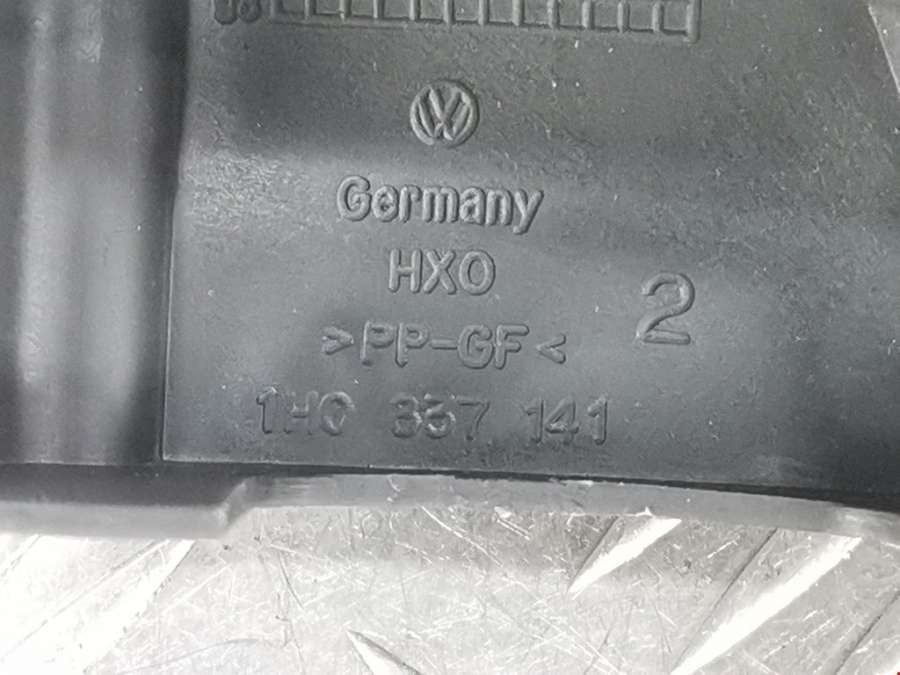 Germany
HXO
>PP-GF<
2
1H0 837 141